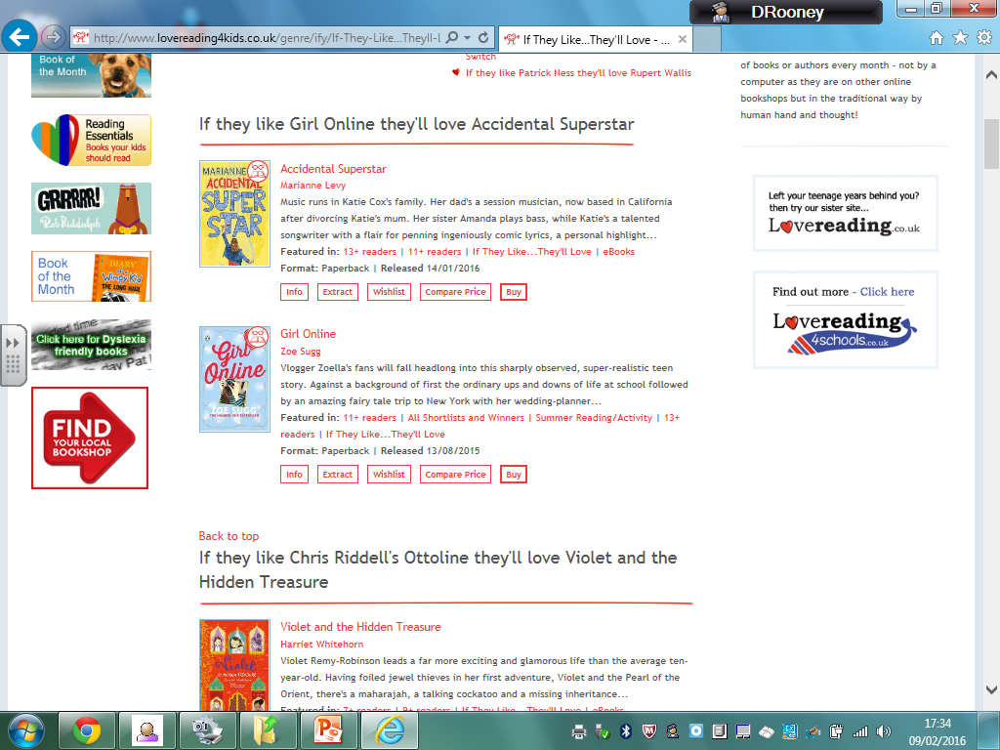 DRooney
http://www.lovereading4kids.co.uk/genre/ify/If-They-Like...Theyll-L
If They Like...They'll Love - ...
Book of
the Month
Reading
Essentials
Books your kids
should read
GRRRRR!
Rob Biddulph
Book
of the
Month
DIARY
of a
Wimpy Kid
THE LONG HAUL
Click here for Dyslexia
friendly books
FIND
YOUR LOCAL
BOOKSHOP
Switch
If they like Patrick Ness they'll love Rupert Wallis
If they like Girl Online they'll love Accidental Superstar
MARIANNE
ACCIDENTAL
SUPER
STAR
Accidental Superstar
Marianne Levy
Music runs in Katie Cox's family. Her dad's a session musician, now based in California
after divorcing Katie's mum. Her sister Amanda plays bass, while Katie's a talented
songwriter with a flair for penning ingeniously comic lyrics, a personal highlight...
Featured in: 13+ readers | 11+ readers | If They Like...They'll Love | eBooks
Format: Paperback | Released 14/01/2016
Info Extract Wishlist Compare Price Buy
Girl
Online
ZOE SUGG
Girl Online
Zoe Sugg
Vlogger Zoella's fans will fall headlong into this sharply observed, super-realistic teen
story. Against a background of first the ordinary ups and downs of life at school followed
by an amazing fairy tale trip to New York with her wedding-planner...
Featured in: 11+ readers | All Shortlists and Winners | Summer Reading/Activity | 13+
readers | If They Like...They'll Love
Format: Paperback | Released 13/08/2015
Info Extract Wishlist Compare Price Buy
Back to top
If they like Chris Riddell's Ottoline they'll love Violet and the
Hidden Treasure
Violet
Violet and the Hidden Treasure
Harriet Whitehorn
Violet Remy-Robinson leads a far more exciting and glamorous life than the average ten-
year-old. Having foiled jewel thieves in her first adventure, Violet and the Pearl of the
Orient, there's a maharajah, a talking cockatoo and a missing inheritance...
Featured in: 7+ readers | 9+ readers | If They Like...They'll Love | eBooks
of books or authors every month - not by a
computer as they are on other online
bookshops but in the traditional way by
human hand and thought!
Left your teenage years behind you?
then try our sister site...
Lovereading.co.uk
Find out more - Click here
Lovereading
4schools.co.uk
17:34
09/02/2016